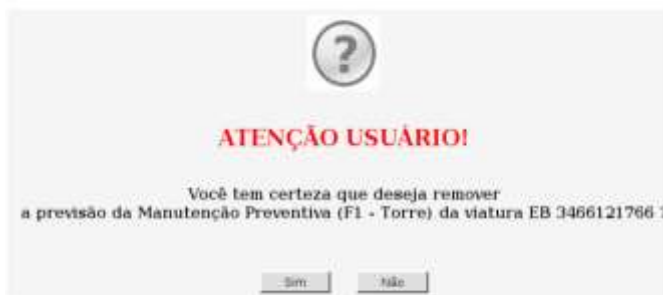 ?
ATENÇÃO USUÁRIO!
Você tem certeza que deseja remover
a previsão da Manutenção Preventiva (F1 - Torre) da viatura EB 3466121766
Sim
Não